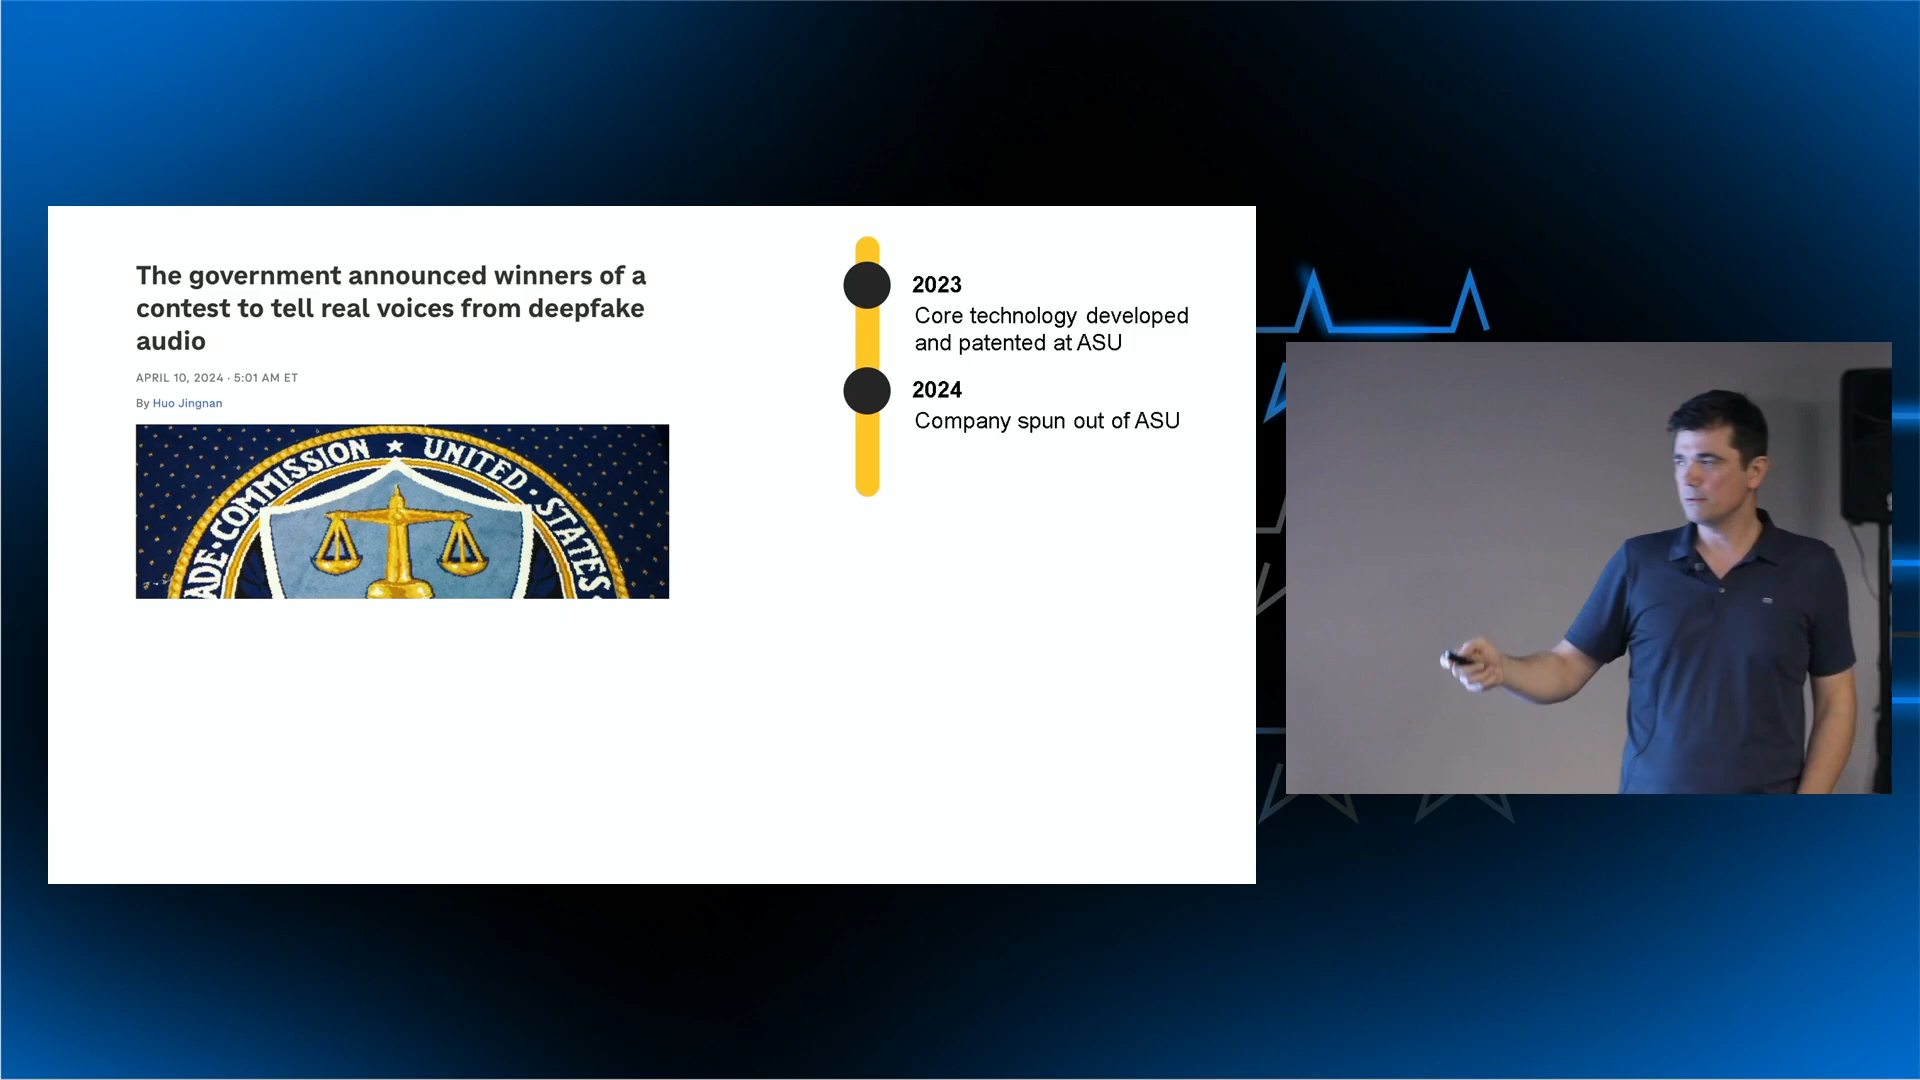 The government announced winners of a
contest to tell real voices from deepfake
audio
APRIL 10, 2024 · 5:01 AM ET
By Huo Jingnan
ADE · COMMISSION ★ UNITED · STATES ·
2023
Core technology developed
and patented at ASU
2024
Company spun out of ASU